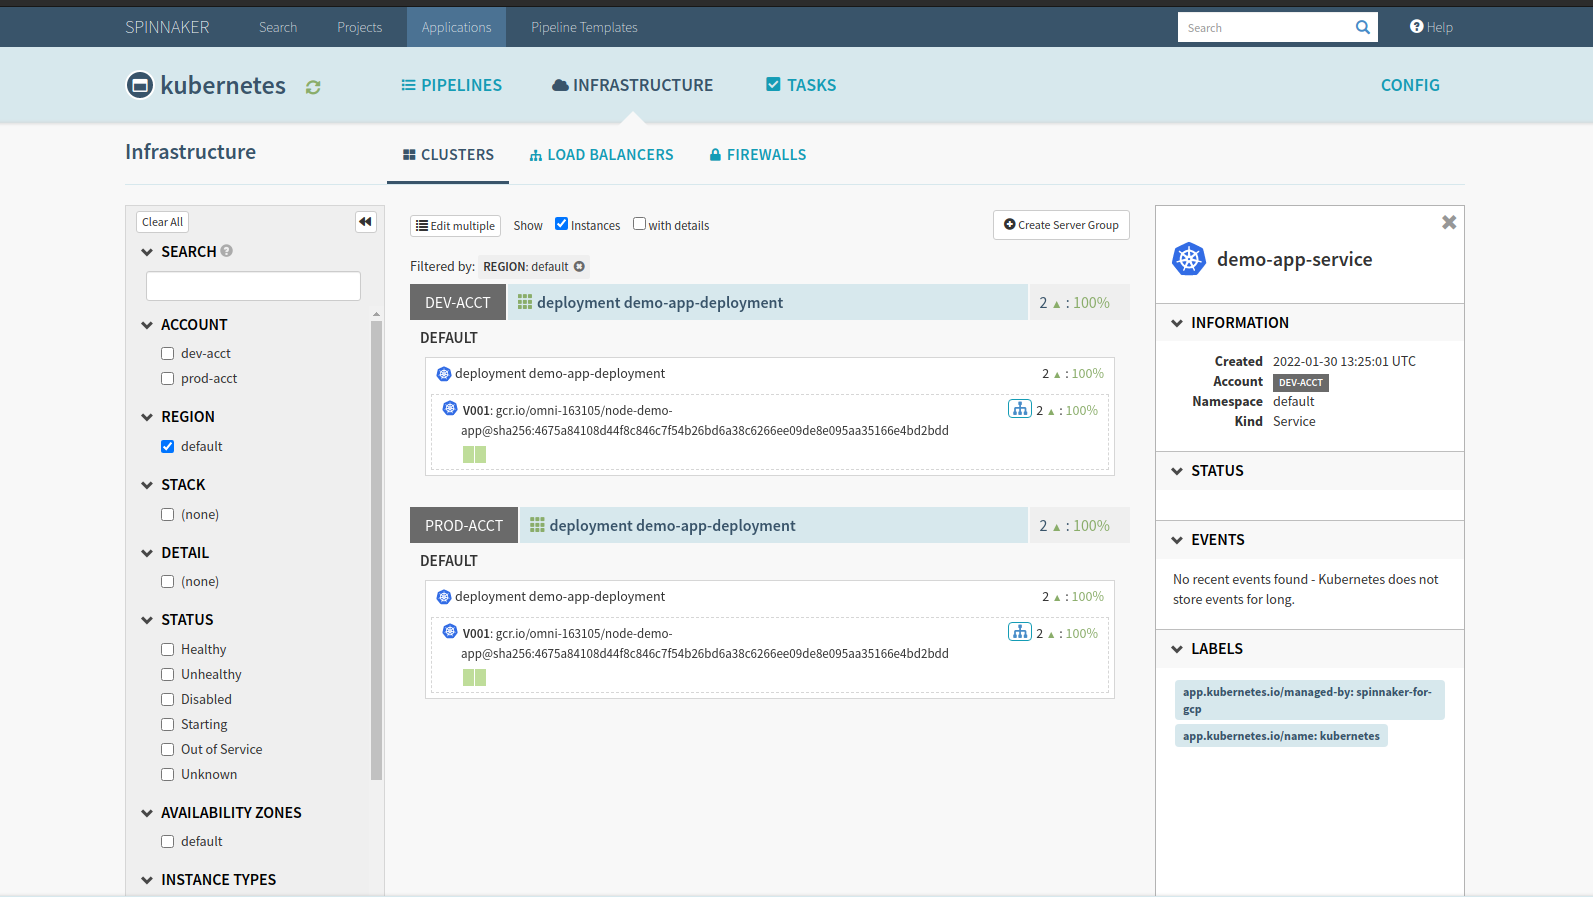 SPINNAKER
Search
Projects
Applications
Pipeline Templates
Search
Help
kubernetes
PIPELINES
INFRASTRUCTURE
TASKS
CONFIG
Infrastructure
CLUSTERS
LOAD BALANCERS
FIREWALLS
Clear All
SEARCH
ACCOUNT
dev-acct
prod-acct
REGION
default
STACK
(none)
DETAIL
(none)
STATUS
Healthy
Unhealthy
Disabled
Starting
Out of Service
Unknown
AVAILABILITY ZONES
default
INSTANCE TYPES
Edit multiple
Show
Instances
with details
Create Server Group
Filtered by: REGION: default
DEV-ACCT
deployment demo-app-deployment
2 ▲ : 100%
DEFAULT
deployment demo-app-deployment
2 ▲ : 100%
V001: gcr.io/omni-163105/node-demo-
app@sha256:4675a84108d44f8c846c7f54b26bd6a38c6266ee09de8e095aa35166e4bd2bdd
2 ▲ : 100%
PROD-ACCT
deployment demo-app-deployment
2 ▲ : 100%
DEFAULT
deployment demo-app-deployment
2 ▲ : 100%
V001: gcr.io/omni-163105/node-demo-
app@sha256:4675a84108d44f8c846c7f54b26bd6a38c6266ee09de8e095aa35166e4bd2bdd
2 ▲ : 100%
demo-app-service
INFORMATION
Created 2022-01-30 13:25:01 UTC
Account DEV-ACCT
Namespace default
Kind Service
STATUS
EVENTS
No recent events found - Kubernetes does not
store events for long.
LABELS
app.kubernetes.io/managed-by: spinnaker-for-
gcp
app.kubernetes.io/name: kubernetes